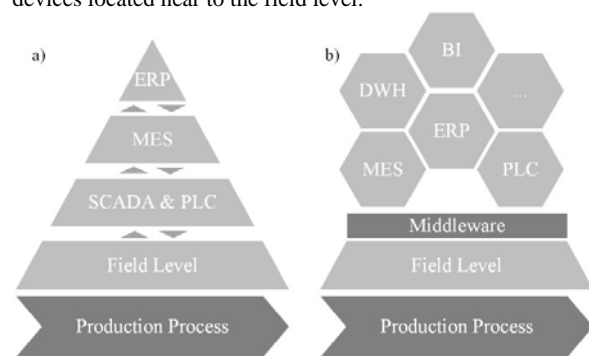 devices located near to the field level.
a)
ERP
MES
SCADA & PLC
Field Level
Production Process
b)
BI
DWH
...
ERP
MES
PLC
Middleware
Field Level
Production Process